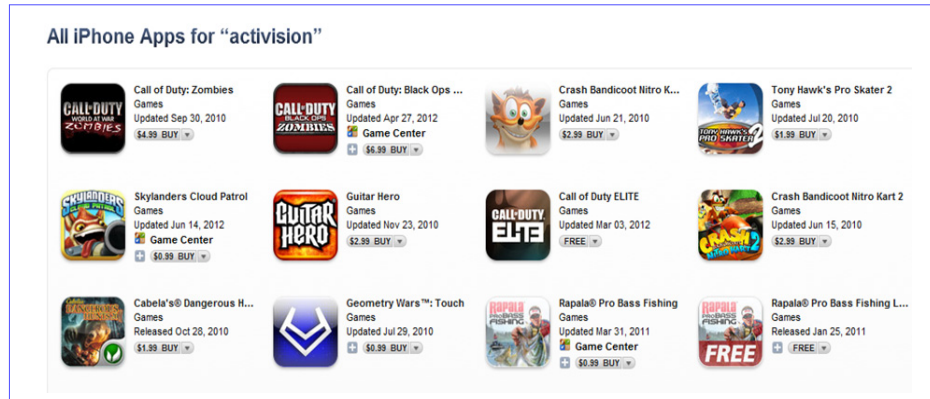 All iPhone Apps for “activision”
CALL·DUTY
WORLD AT WAR
ZOMBIES
Call of Duty: Zombies
Games
Updated Sep 30, 2010
$4.99 BUY
CALL·DUTY
BLACK OPS
ZOMBIES
Call of Duty: Black Ops ...
Games
Updated Apr 27, 2012
Game Center
$6.99 BUY
Crash Bandicoot Nitro K...
Games
Updated Jun 21, 2010
$2.99 BUY
TONY HAWK'S
PRO SKATER 2
Tony Hawk's Pro Skater 2
Games
Updated Jul 20, 2010
$1.99 BUY
SKYLANDERS
CLOUD PATROL
Skylanders Cloud Patrol
Games
Updated Jun 14, 2012
Game Center
$0.99 BUY
GUITAR
HERO
Guitar Hero
Games
Updated Nov 23, 2010
$2.99 BUY
CALL·DUTY
ELITE
Call of Duty ELITE
Games
Updated Mar 03, 2012
FREE
CRASH
2
Crash Bandicoot Nitro Kart 2
Games
Updated Jun 15, 2010
$2.99 BUY
Cabela's
DANGEROUS
HUNTS
Cabela's® Dangerous H...
Games
Released Oct 28, 2010
$1.99 BUY
Geometry Wars™: Touch
Games
Updated Jul 29, 2010
$0.99 BUY
Rapala
PRO BASS
FISHING
Rapala® Pro Bass Fishing
Games
Updated Mar 31, 2011
Game Center
$0.99 BUY
Rapala
PRO BASS
FISHING
FREE
Rapala® Pro Bass Fishing L...
Games
Released Jan 25, 2011
FREE